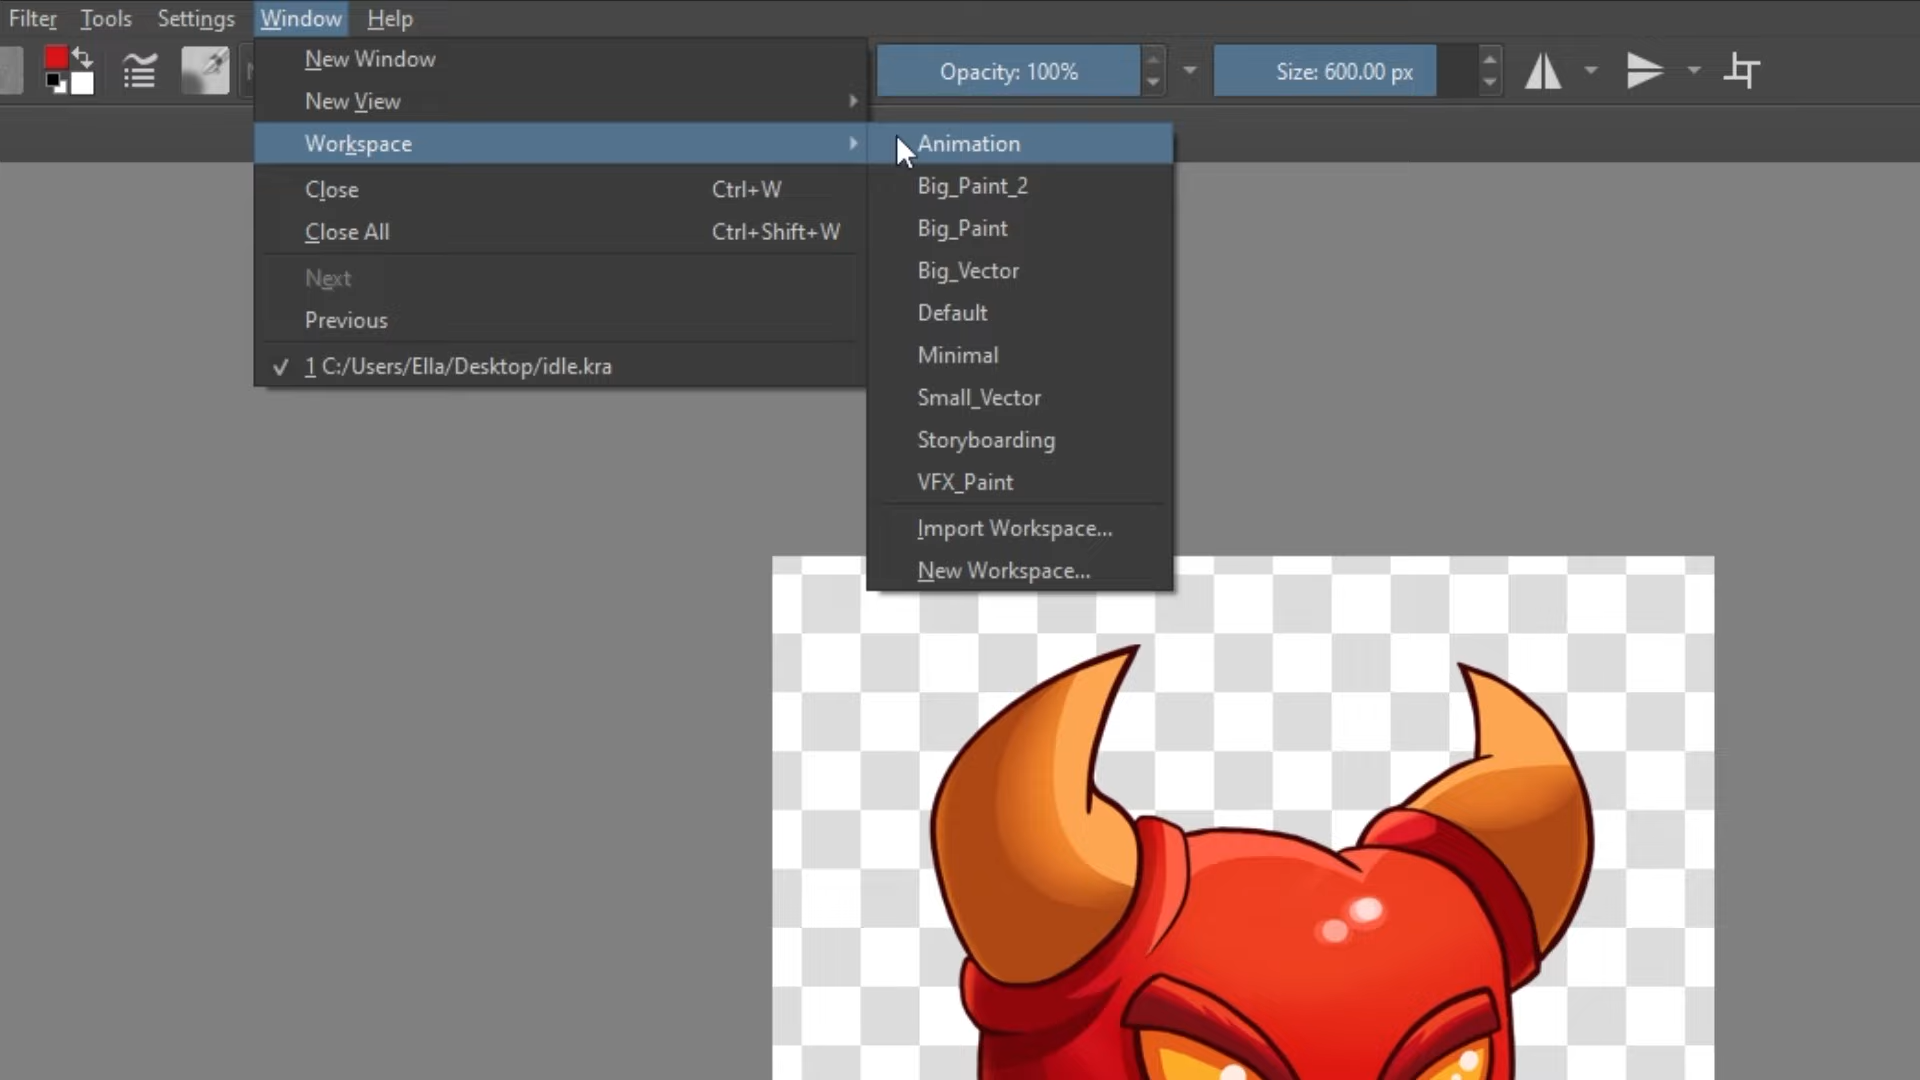 Filter Tools Settings Window Help
Opacity: 100% Size: 600.00 px
New Window
New View
Workspace
Close Ctrl+W
Close All Ctrl+Shift+W
Next
Previous
✓ 1 C:/Users/Ella/Desktop/idle.kra
Animation
Big_Paint_2
Big_Paint
Big_Vector
Default
Minimal
Small_Vector
Storyboarding
VFX_Paint
Import Workspace...
New Workspace...